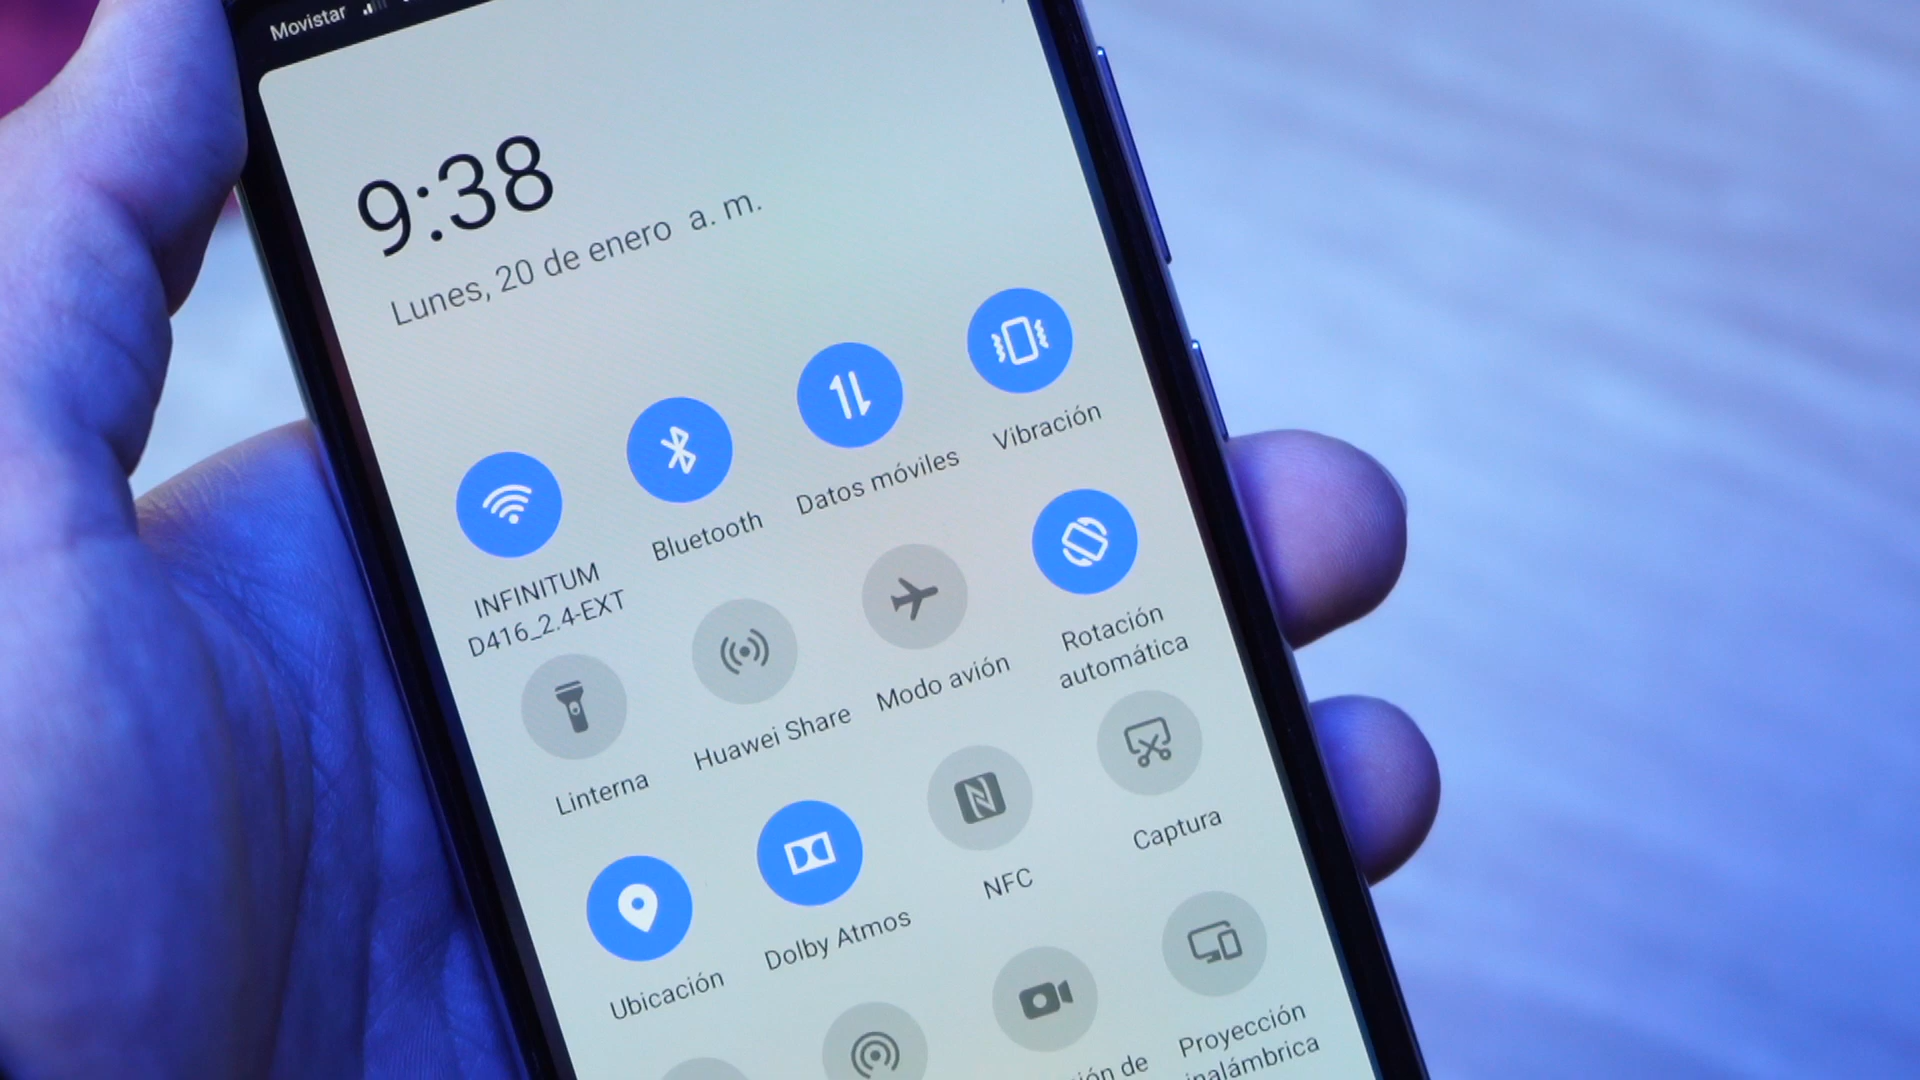 Movistar
9:38
Lunes, 20 de enero a. m.
INFINITUM
D416_2.4-EXT
Bluetooth
Datos móviles
Vibración
Linterna
Huawei Share
Modo avión
Rotación
automática
Ubicación
Dolby Atmos
NFC
Captura
de
Proyección
inalámbrica